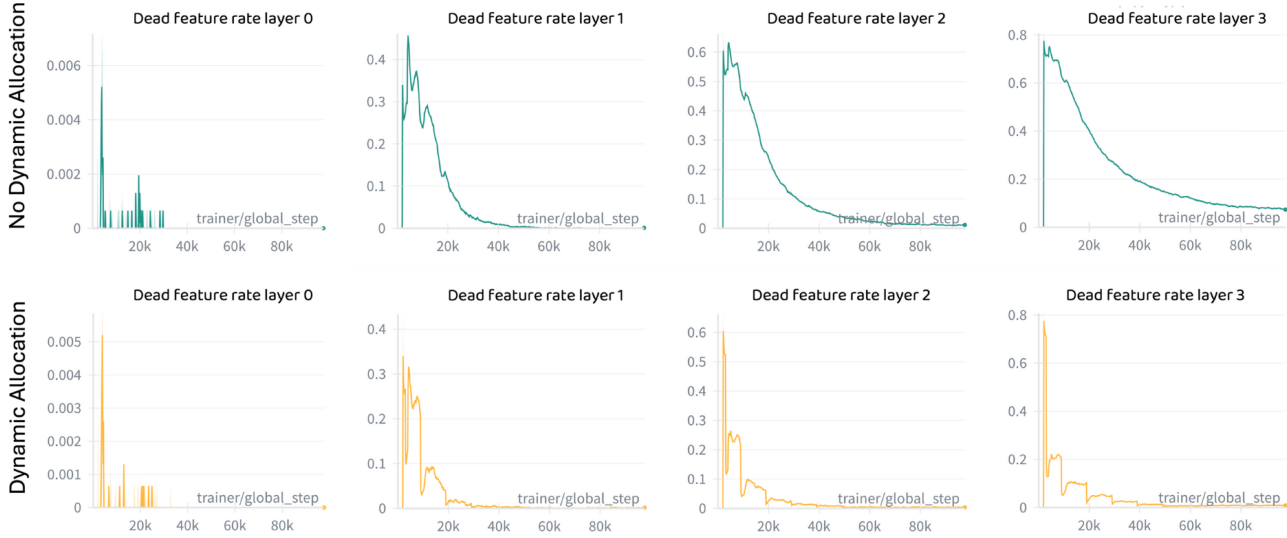 No Dynamic Allocation
Dead feature rate layer 0
0.006
0.004
0.002
0
trainer/global_step
20k 40k 60k 80k
Dead feature rate layer 1
0.4
0.3
0.2
0.1
0
trainer/global_step
20k 40k 60k 80k
Dead feature rate layer 2
0.6
0.5
0.4
0.3
0.2
0.1
0
trainer/global_step
20k 40k 60k 80k
Dead feature rate layer 3
0.8
0.6
0.4
0.2
0
trainer/global_step
20k 40k 60k 80k
Dynamic Allocation
Dead feature rate layer 0
0.005
0.004
0.003
0.002
0.001
0
trainer/global_step
20k 40k 60k 80k
Dead feature rate layer 1
0.4
0.3
0.2
0.1
0
trainer/global_step
20k 40k 60k 80k
Dead feature rate layer 2
0.6
0.5
0.4
0.3
0.2
0.1
0
trainer/global_step
20k 40k 60k 80k
Dead feature rate layer 3
0.8
0.6
0.4
0.2
0
trainer/global_step
20k 40k 60k 80k